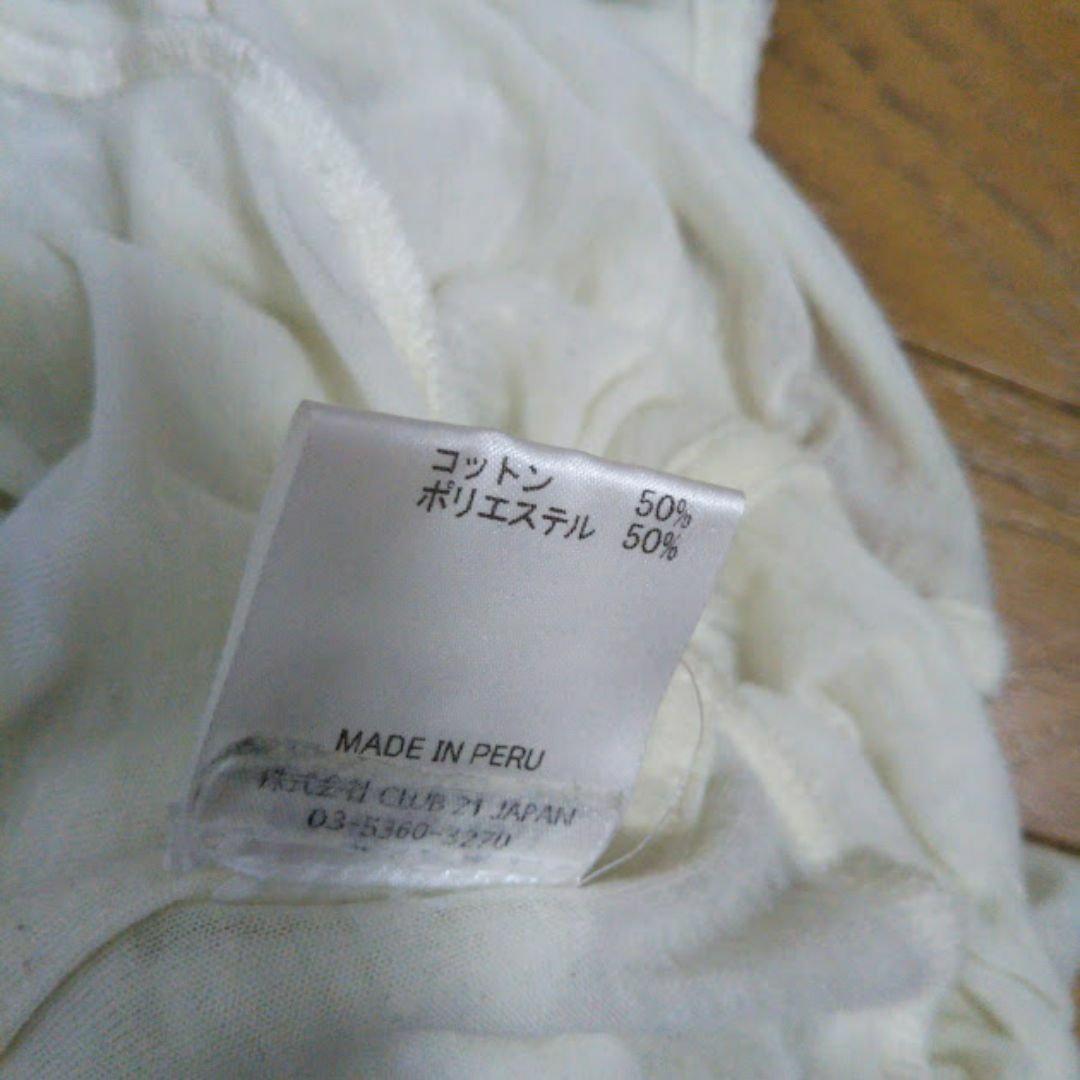 コットン 50%
ポリエステル 50%
MADE IN PERU
株式会社 CLUB 21 JAPAN
03-5360-3270